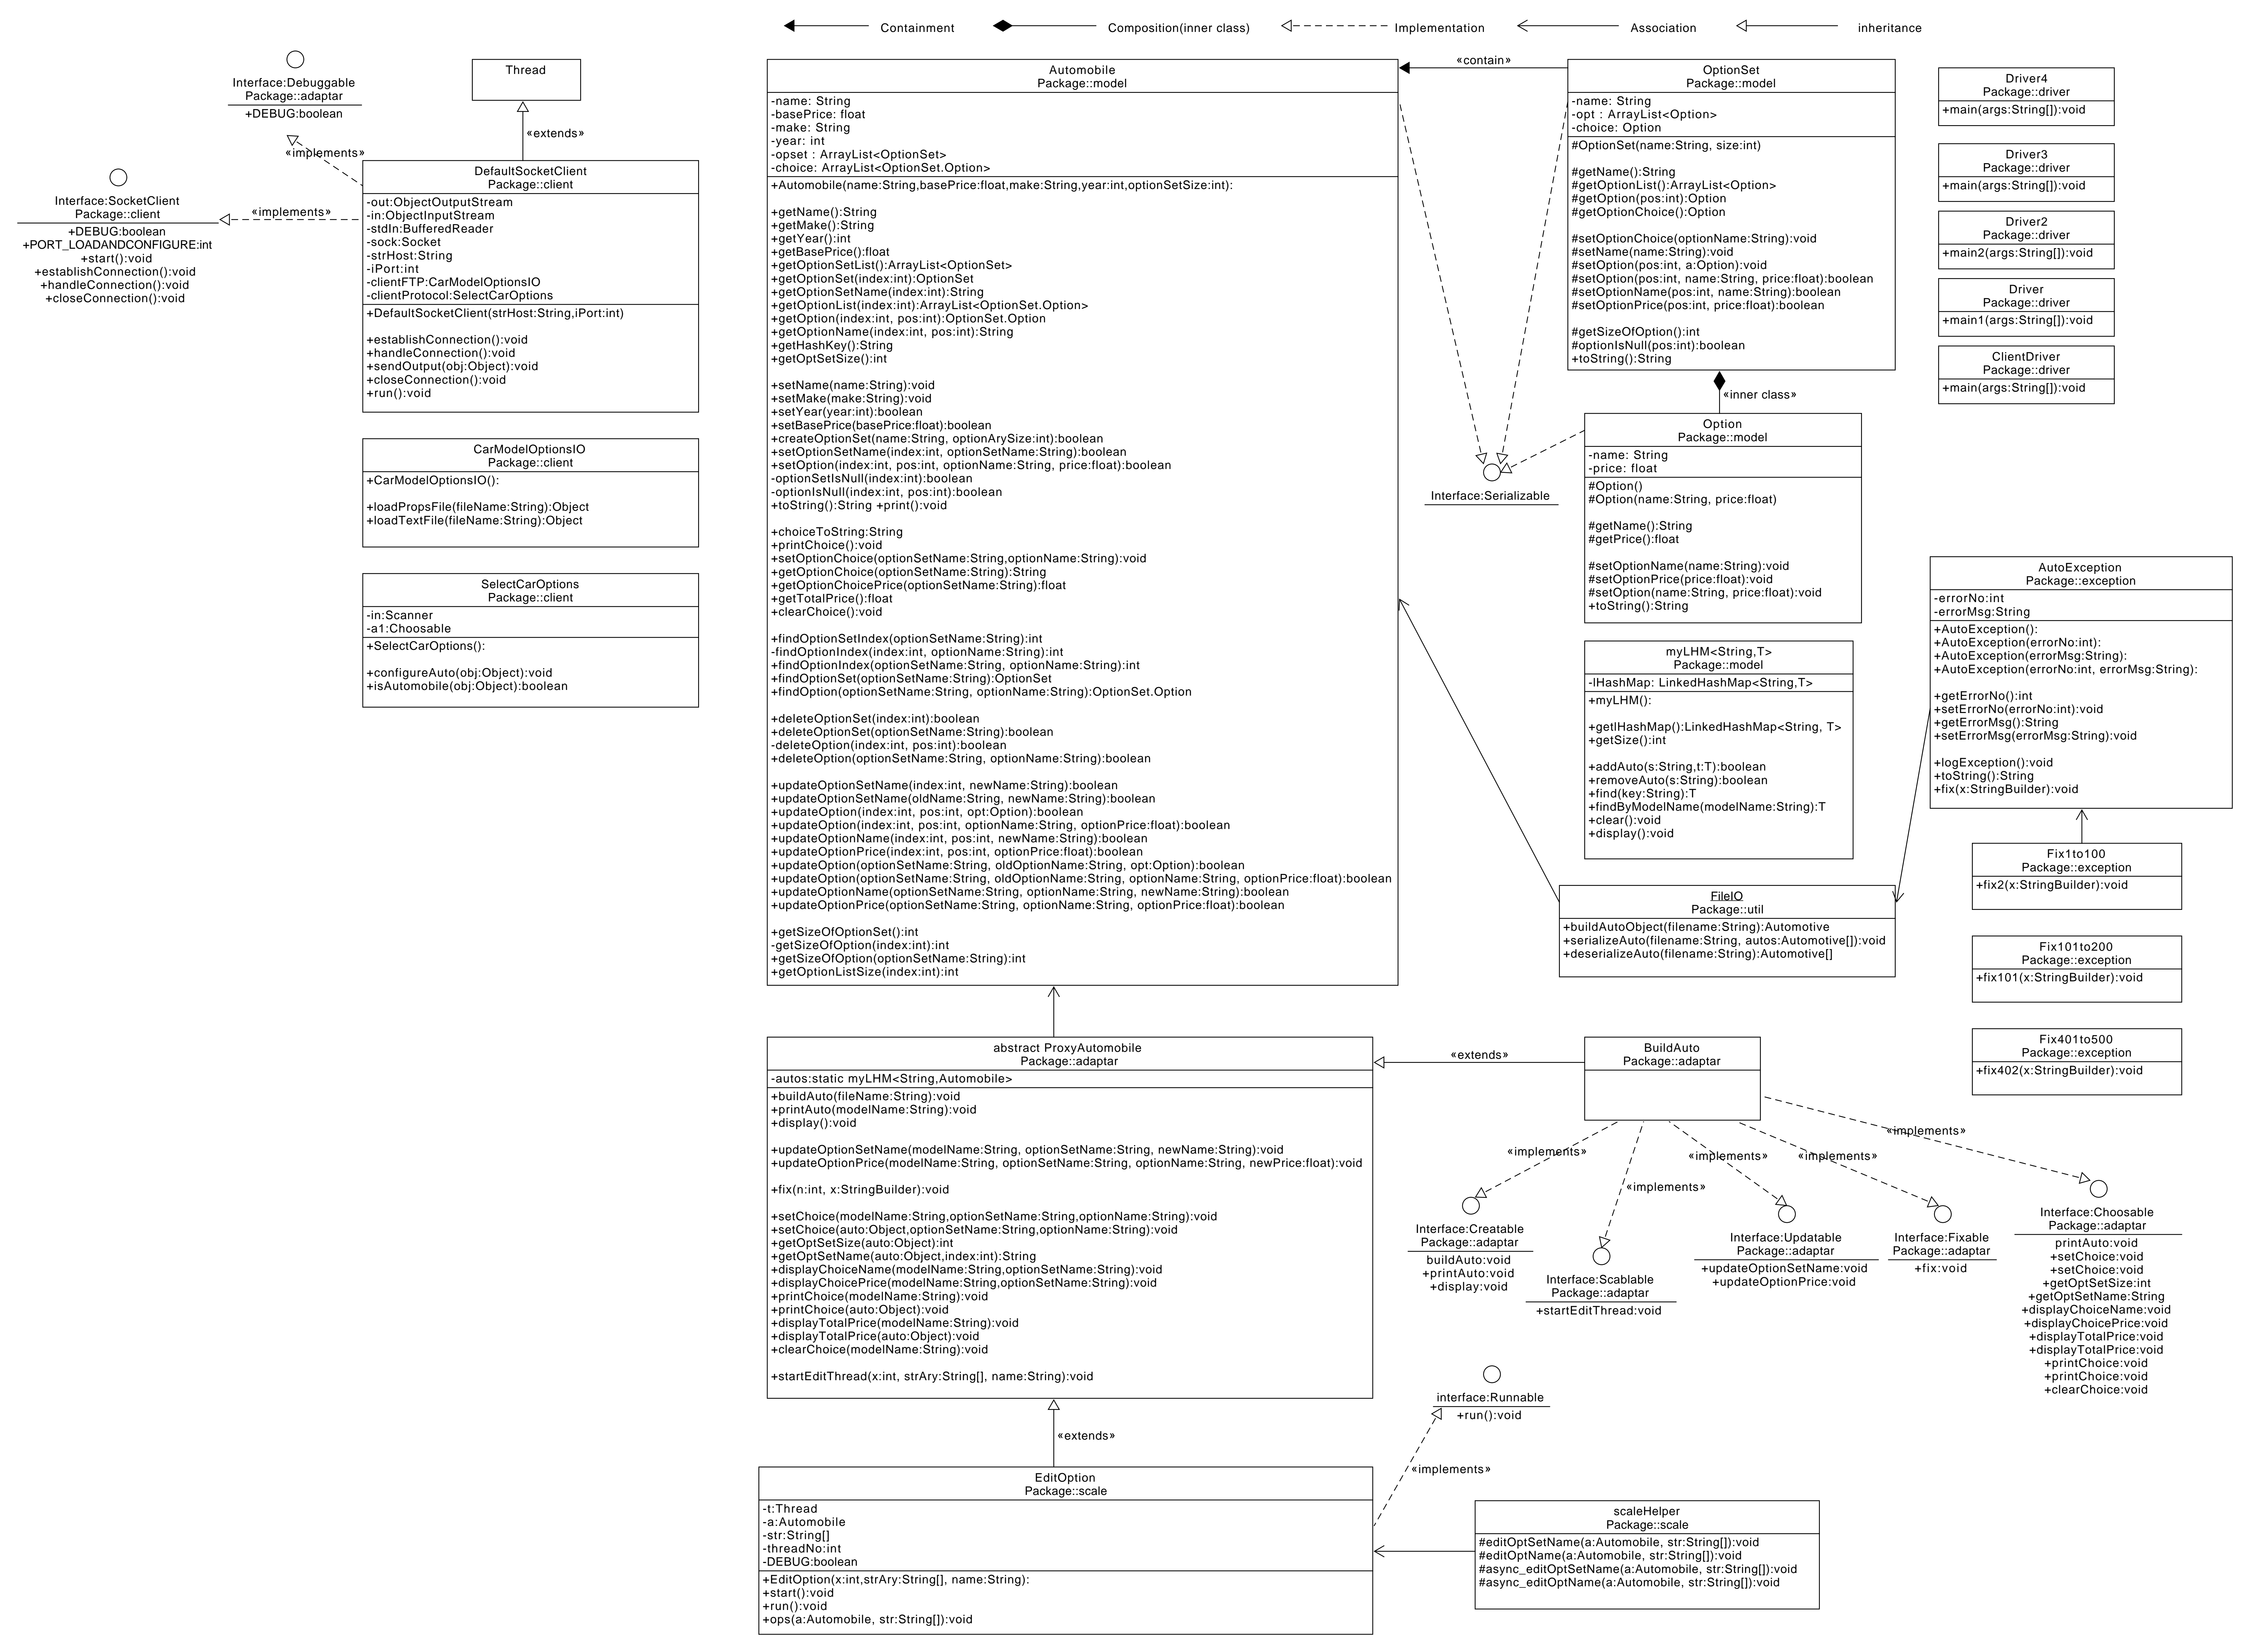 Containment
Composition(inner class)
Implementation
Association
inheritance
Interface:Debuggable
Package::adaptar
+DEBUG:boolean
Thread
«extends»
«implements»
Interface:SocketClient
Package::client
+DEBUG:boolean
+PORT_LOADANDCONFIGURE:int
+start():void
+establishConnection():void
+handleConnection():void
+closeConnection():void
«implements»
DefaultSocketClient
Package::client
-out:ObjectOutputStream
-in:ObjectInputStream
-stdIn:BufferedReader
-sock:Socket
-strHost:String
-iPort:int
-clientFTP:CarModelOptionsIO
-clientProtocol:SelectCarOptions
+DefaultSocketClient(strHost:String,iPort:int)
+establishConnection():void
+handleConnection():void
+sendOutput(obj:Object):void
+closeConnection():void
+run():void
CarModelOptionsIO
Package::client
+CarModelOptionsIO():
+loadPropsFile(fileName:String):Object
+loadTextFile(fileName:String):Object
SelectCarOptions
Package::client
-in:Scanner
-a1:Choosable
+SelectCarOptions():
+configureAuto(obj:Object):void
+isAutomobile(obj:Object):boolean
Automobile
Package::model
-name: String
-basePrice: float
-make: String
-year: int
-opset : ArrayList<OptionSet>
-choice: ArrayList<OptionSet.Option>
+Automobile(name:String,basePrice:float,make:String,year:int,optionSetSize:int):
+getName():String
+getMake():String
+getYear():int
+getBasePrice():float
+getOptionSetList():ArrayList<OptionSet>
+getOptionSet(index:int):OptionSet
+getOptionSetName(index:int):String
+getOptionList(index:int):ArrayList<OptionSet.Option>
+getOption(index:int, pos:int):OptionSet.Option
+getOptionName(index:int, pos:int):String
+getHashKey():String
+getOptSetSize():int
+setName(name:String):void
+setMake(make:String):void
+setYear(year:int):boolean
+setBasePrice(basePrice:float):boolean
+createOptionSet(name:String, optionArySize:int):boolean
+setOptionSetName(index:int, optionSetName:String):boolean
+setOption(index:int, pos:int, optionName:String, price:float):boolean
-optionSetIsNull(index:int):boolean
-optionIsNull(index:int, pos:int):boolean
+toString():String +print():void
+choiceToString:String
+printChoice():void
+setOptionChoice(optionSetName:String,optionName:String):void
+getOptionChoice(optionSetName:String):String
+getOptionChoicePrice(optionSetName:String):float
+getTotalPrice():float
+clearChoice():void
+findOptionSetIndex(optionSetName:String):int
-findOptionIndex(index:int, optionName:String):int
+findOptionIndex(optionSetName:String, optionName:String):int
+findOptionSet(optionSetName:String):OptionSet
+findOption(optionSetName:String, optionName:String):OptionSet.Option
+deleteOptionSet(index:int):boolean
+deleteOptionSet(optionSetName:String):boolean
-deleteOption(index:int, pos:int):boolean
+deleteOption(optionSetName:String, optionName:String):boolean
+updateOptionSetName(index:int, newName:String):boolean
+updateOptionSetName(oldName:String, newName:String):boolean
+updateOption(index:int, pos:int, opt:Option):boolean
+updateOption(index:int, pos:int, optionName:String, optionPrice:float):boolean
+updateOptionName(index:int, pos:int, newName:String):boolean
+updateOptionPrice(index:int, pos:int, optionPrice:float):boolean
+updateOption(optionSetName:String, oldOptionName:String, opt:Option):boolean
+updateOption(optionSetName:String, oldOptionName:String, optionName:String, optionPrice:float):boolean
+updateOptionName(optionSetName:String, optionName:String, newName:String):boolean
+updateOptionPrice(optionSetName:String, optionName:String, optionPrice:float):boolean
+getSizeOfOptionSet():int
-getSizeOfOption(index:int):int
+getSizeOfOption(optionSetName:String):int
+getOptionListSize(index:int):int
«contain»
OptionSet
Package::model
-name: String
-opt : ArrayList<Option>
-choice: Option
#OptionSet(name:String, size:int)
#getName():String
#getOptionList():ArrayList<Option>
#getOption(pos:int):Option
#getOptionChoice():Option
#setOptionChoice(optionName:String):void
#setName(name:String):void
#setOption(pos:int, a:Option):void
#setOption(pos:int, name:String, price:float):boolean
#setOptionName(pos:int, name:String):boolean
#setOptionPrice(pos:int, price:float):boolean
#getSizeOfOption():int
#optionIsNull(pos:int):boolean
+toString():String
«inner class»
Interface:Serializable
Option
Package::model
-name: String
-price: float
#Option()
#Option(name:String, price:float)
#getName():String
#getPrice():float
#setOptionName(name:String):void
#setOptionPrice(price:float):void
#setOption(name:String, price:float):void
+toString():String
myLHM<String,T>
Package::model
-lHashMap: LinkedHashMap<String,T>
+myLHM():
+getlHashMap():LinkedHashMap<String, T>
+getSize():int
+addAuto(s:String,t:T):boolean
+removeAuto(s:String):boolean
+find(key:String):T
+findByModelName(modelName:String):T
+clear():void
+display():void
FileIO
Package::util
+buildAutoObject(filename:String):Automotive
+serializeAuto(filename:String, autos:Automotive[]):void
+deserializeAuto(filename:String):Automotive[]
Driver4
Package::driver
+main(args:String[]):void
Driver3
Package::driver
+main(args:String[]):void
Driver2
Package::driver
+main2(args:String[]):void
Driver
Package::driver
+main1(args:String[]):void
ClientDriver
Package::driver
+main(args:String[]):void
AutoException
Package::exception
-errorNo:int
-errorMsg:String
+AutoException():
+AutoException(errorNo:int):
+AutoException(errorMsg:String):
+AutoException(errorNo:int, errorMsg:String):
+getErrorNo():int
+setErrorNo(errorNo:int):void
+getErrorMsg():String
+setErrorMsg(errorMsg:String):void
+logException():void
+toString():String
+fix(x:StringBuilder):void
Fix1to100
Package::exception
+fix2(x:StringBuilder):void
Fix101to200
Package::exception
+fix101(x:StringBuilder):void
Fix401to500
Package::exception
+fix402(x:StringBuilder):void
abstract ProxyAutomobile
Package::adaptar
-autos:static myLHM<String,Automobile>
+buildAuto(fileName:String):void
+printAuto(modelName:String):void
+display():void
+updateOptionSetName(modelName:String, optionSetName:String, newName:String):void
+updateOptionPrice(modelName:String, optionSetName:String, optionName:String, newPrice:float):void
+fix(n:int, x:StringBuilder):void
+setChoice(modelName:String,optionSetName:String,optionName:String):void
+setChoice(auto:Object,optionSetName:String,optionName:String):void
+getOptSetSize(auto:Object):int
+getOptSetName(auto:Object,index:int):String
+displayChoiceName(modelName:String,optionSetName:String):void
+displayChoicePrice(modelName:String,optionSetName:String):void
+printChoice(modelName:String):void
+printChoice(auto:Object):void
+displayTotalPrice(modelName:String):void
+displayTotalPrice(auto:Object):void
+clearChoice(modelName:String):void
+startEditThread(x:int, strAry:String[], name:String):void
«extends»
BuildAuto
Package::adaptar
«implements»
«implements»
«implements»
«implements»
«implements»
Interface:Creatable
Package::adaptar
buildAuto:void
+printAuto:void
+display:void
Interface:Scablable
Package::adaptar
+startEditThread:void
Interface:Updatable
Package::adaptar
+updateOptionSetName:void
+updateOptionPrice:void
Interface:Fixable
Package::adaptar
+fix:void
Interface:Choosable
Package::adaptar
printAuto:void
+setChoice:void
+setChoice:void
+getOptSetSize:int
+getOptSetName:String
+displayChoiceName:void
+displayChoicePrice:void
+displayTotalPrice:void
+displayTotalPrice:void
+printChoice:void
+printChoice:void
+clearChoice:void
«extends»
interface:Runnable
+run():void
«implements»
EditOption
Package::scale
-t:Thread
-a:Automobile
-str:String[]
-threadNo:int
-DEBUG:boolean
+EditOption(x:int,strAry:String[], name:String):
+start():void
+run():void
+ops(a:Automobile, str:String[]):void
scaleHelper
Package::scale
#editOptSetName(a:Automobile, str:String[]):void
#editOptName(a:Automobile, str:String[]):void
#async_editOptSetName(a:Automobile, str:String[]):void
#async_editOptName(a:Automobile, str:String[]):void